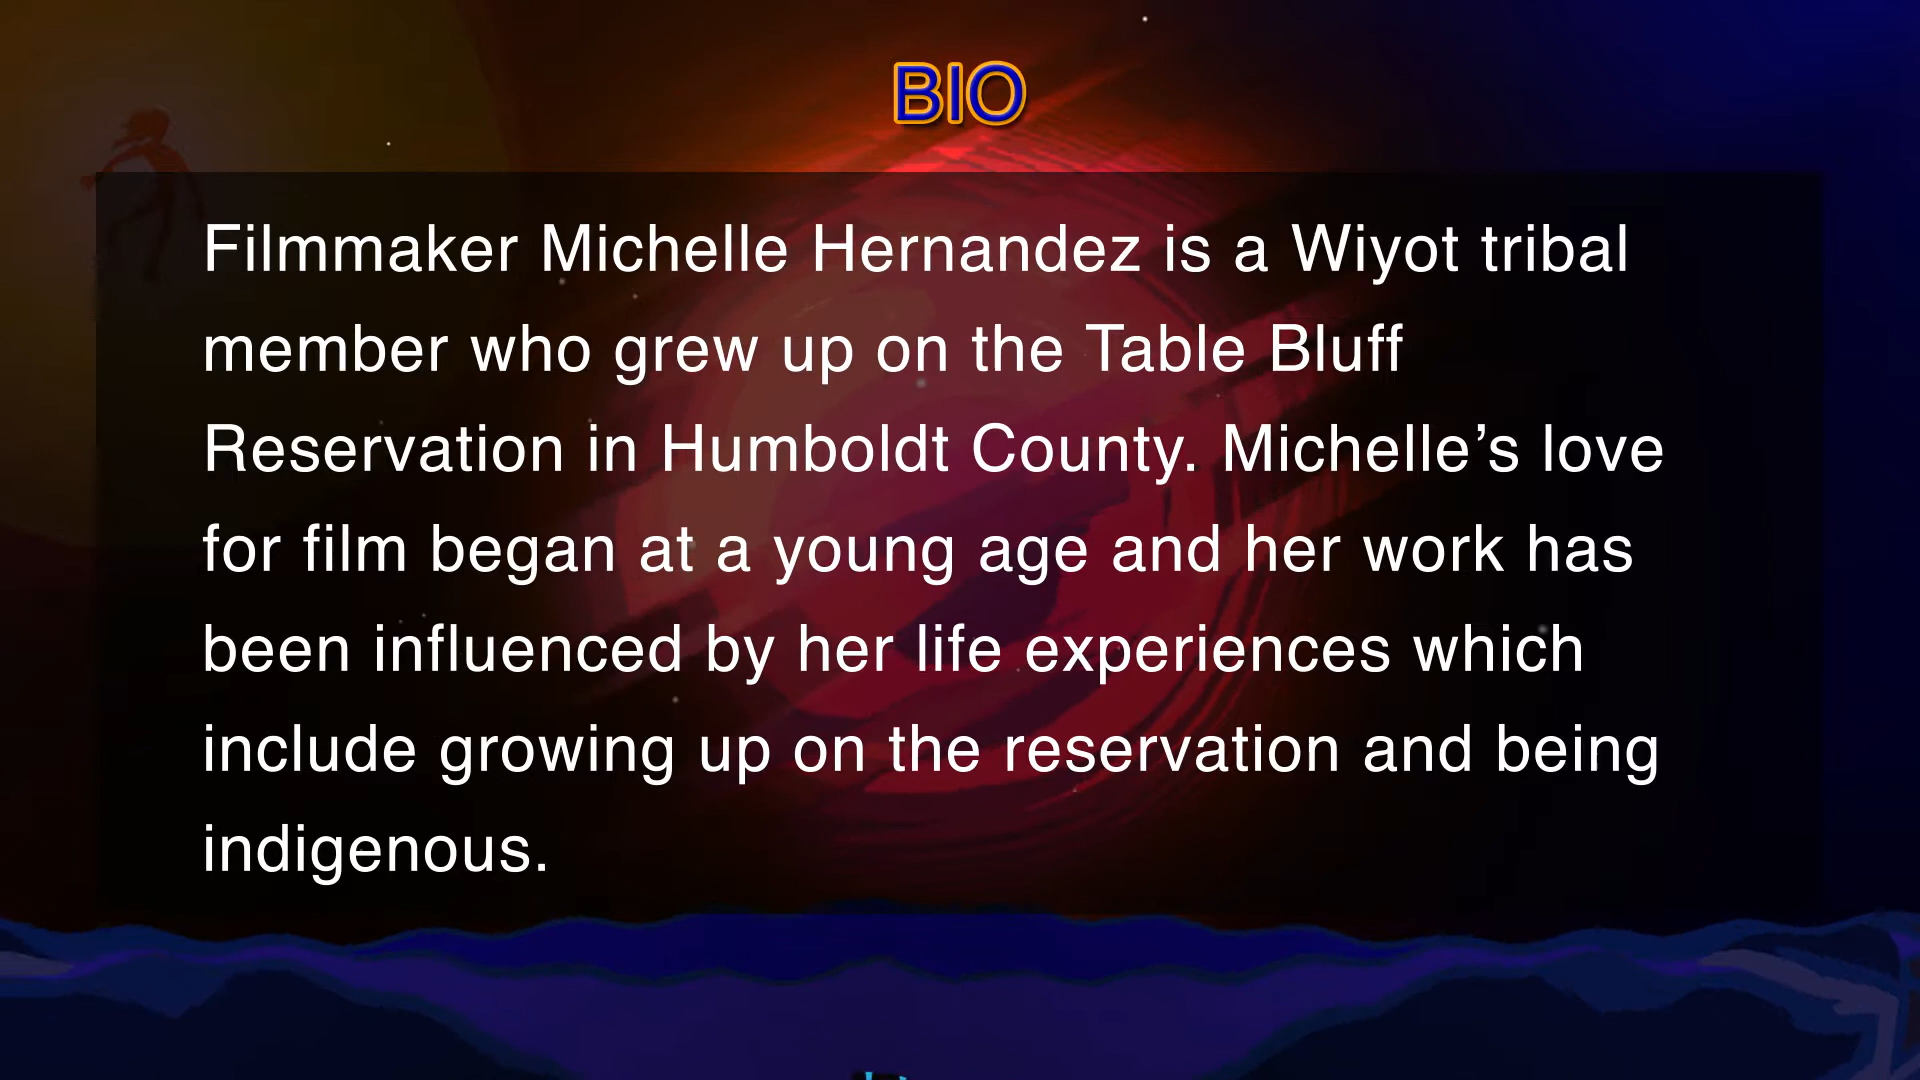 BIO
Filmmaker Michelle Hernandez is a Wiyot tribal
member who grew up on the Table Bluff
Reservation in Humboldt County. Michelle’s love
for film began at a young age and her work has
been influenced by her life experiences which
include growing up on the reservation and being
indigenous.